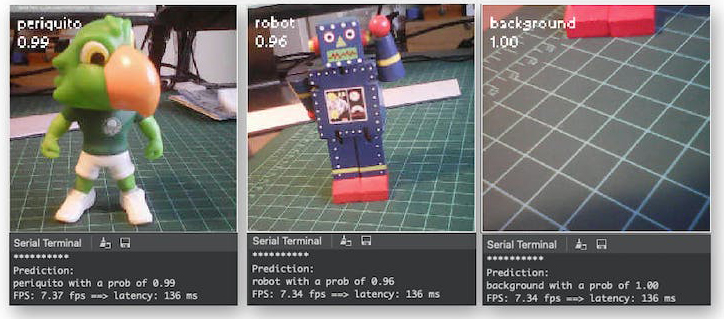 periquito
0.99
robot
0.96
background
1.00
Serial Terminal
**********
Prediction:
periquito with a prob of 0.99
FPS: 7.37 fps ==> latency: 136 ms
Serial Terminal
**********
Prediction:
robot with a prob of 0.96
FPS: 7.34 fps ==> latency: 136 ms
Serial Terminal
**********
Prediction:
background with a prob of 1.00
FPS: 7.34 fps ==> latency: 136 ms